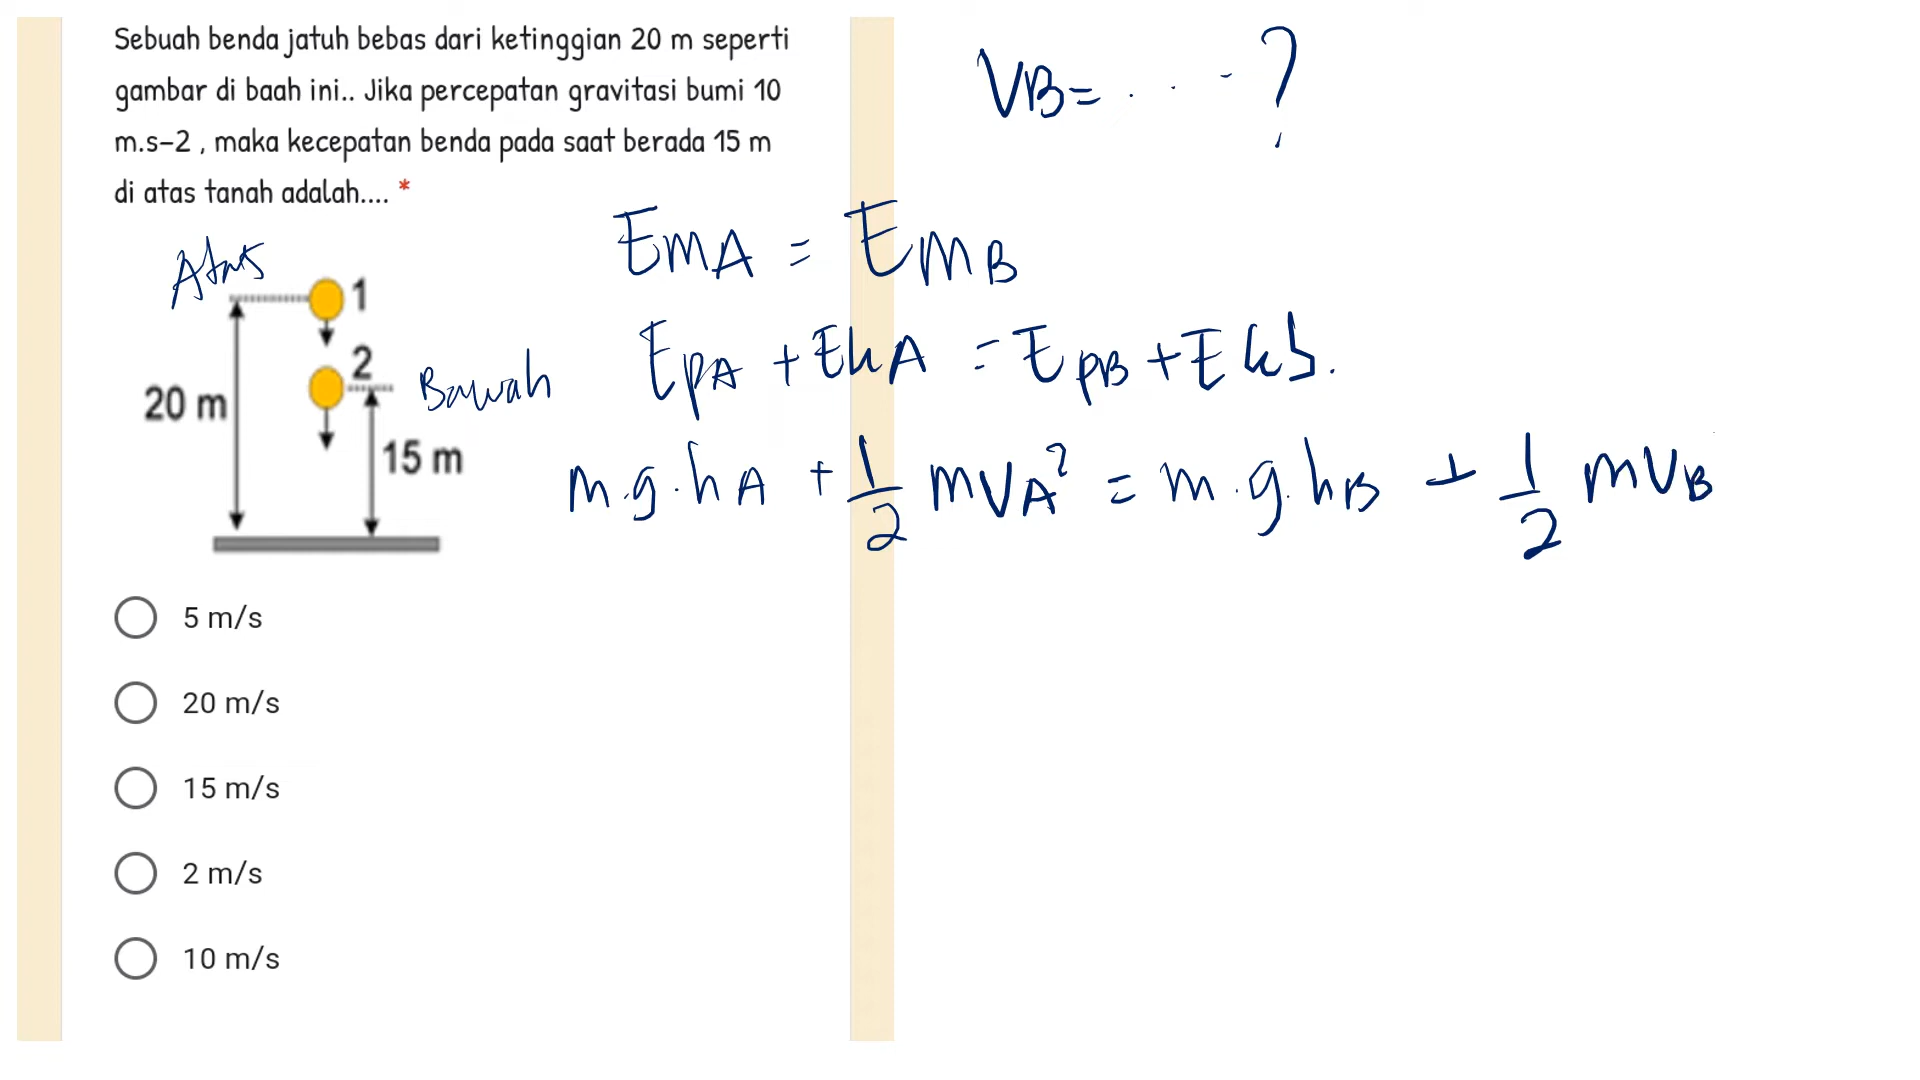 Sebuah benda jatuh bebas dari ketinggian 20 m seperti
gambar di baah ini.. Jika percepatan gravitasi bumi 10
m.s-2 , maka kecepatan benda pada saat berada 15 m
di atas tanah adalah.... *
VB= . . . - ?
Atas
1
2
20 m
15 m
Bawah
EMA = EMB
EPA + EkA = EPB + Ekb.
m.g.hA + 1/2 mVA² = m.g.hB + 1/2 mVB
5 m/s
20 m/s
15 m/s
2 m/s
10 m/s